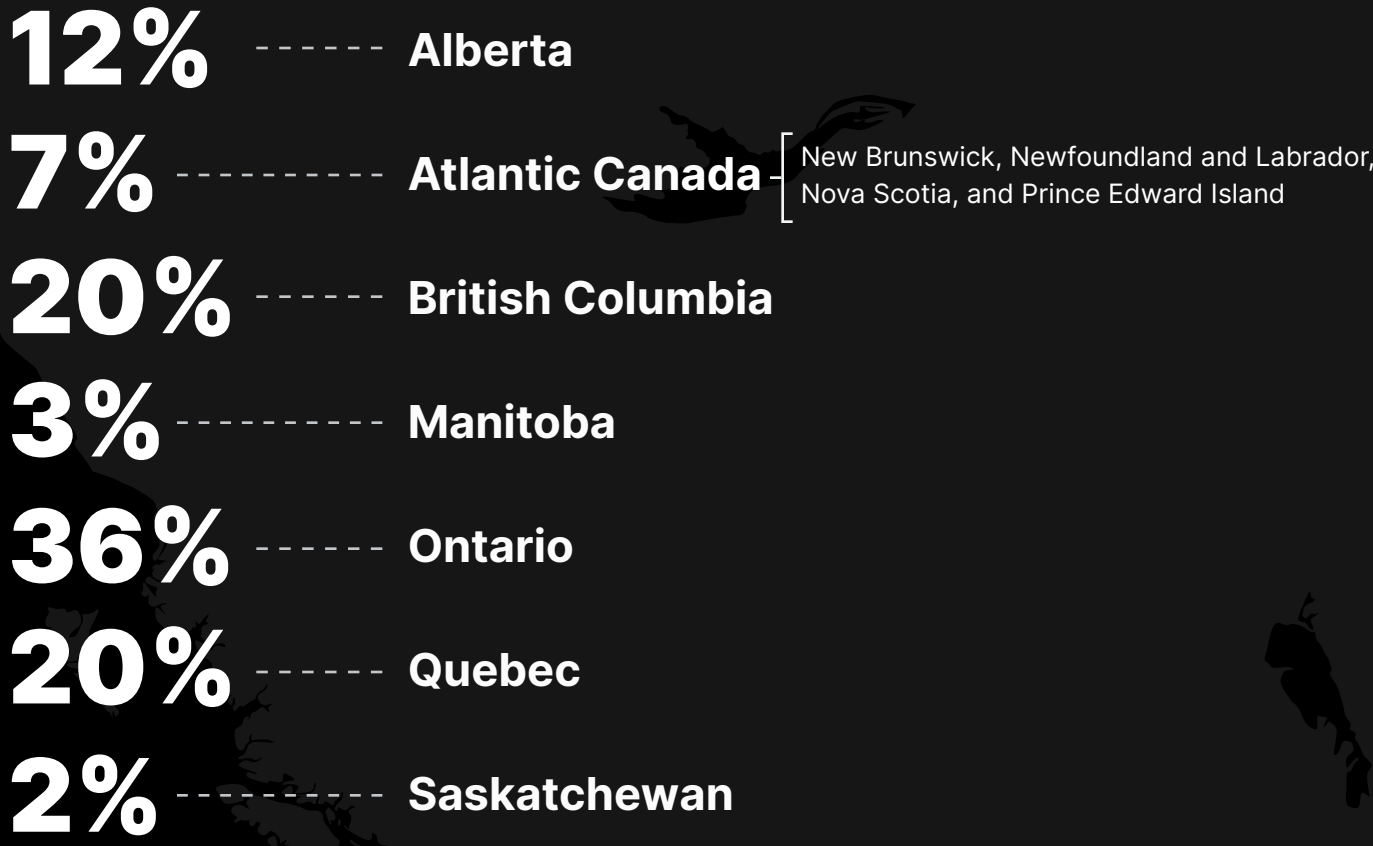 12% Alberta
7% Atlantic Canada
New Brunswick, Newfoundland and Labrador,
Nova Scotia, and Prince Edward Island
20% British Columbia
3% Manitoba
36% Ontario
20% Quebec
2% Saskatchewan